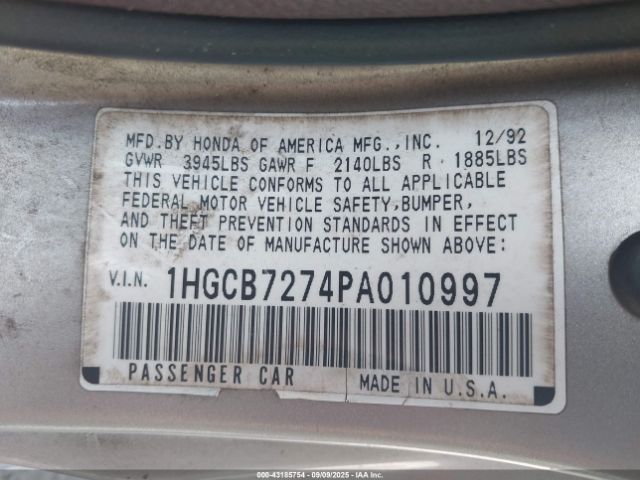 MFD.BY HONDA OF AMERICA MFG.,INC. 12/92
GVWR 3945LBS GAWR F 2140LBS R 1885LBS
THIS VEHICLE CONFORMS TO ALL APPLICABLE
FEDERAL MOTOR VEHICLE SAFETY,BUMPER,
AND THEFT PREVENTION STANDARDS IN EFFECT
ON THE DATE OF MANUFACTURE SHOWN ABOVE:
V.I.N. 1HGCB7274PA010997
PASSENGER CAR MADE IN U.S.A.
000-43185754 - 09/09/2025 - IAA Inc.